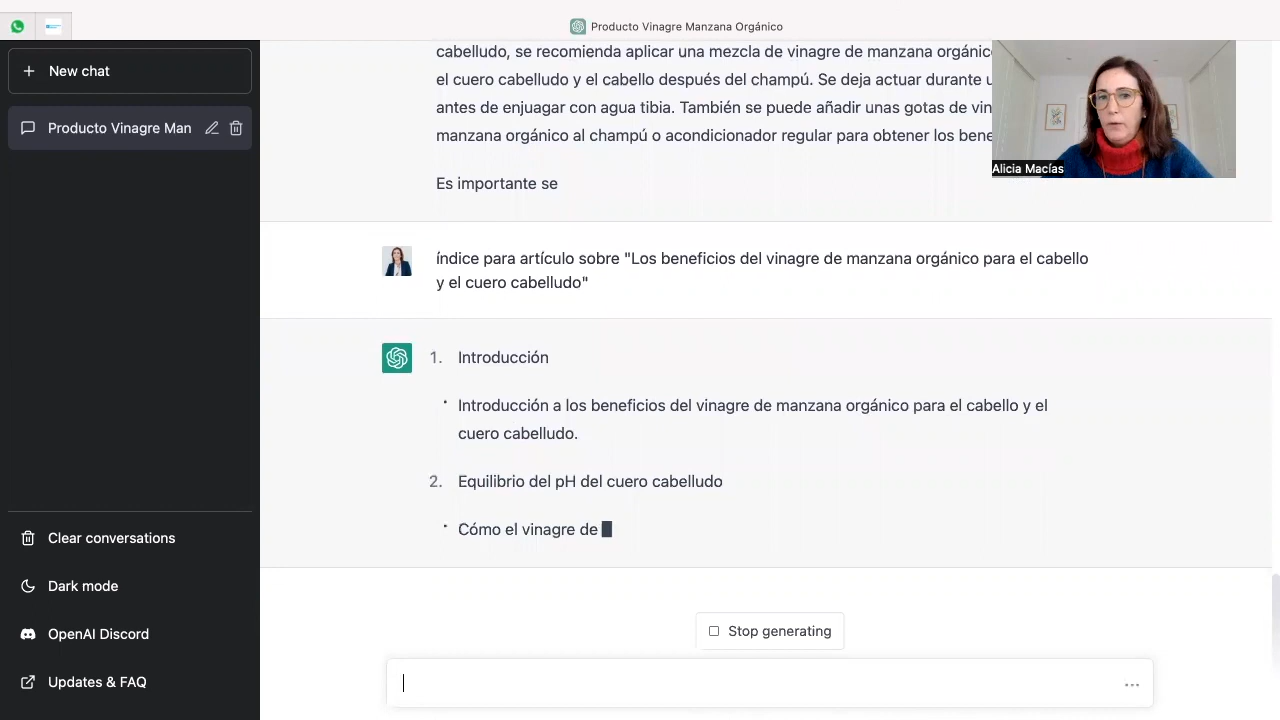 Producto Vinagre Manzana Orgánico
New chat
Producto Vinagre Man
Clear conversations
Dark mode
OpenAI Discord
Updates & FAQ
cabelludo, se recomienda aplicar una mezcla de vinagre de manzana orgánic
el cuero cabelludo y el cabello después del champú. Se deja actuar durante
antes de enjuagar con agua tibia. También se puede añadir unas gotas de vin
manzana orgánico al champú o acondicionador regular para obtener los bene
Es importante se
Alicia Macías
índice para artículo sobre "Los beneficios del vinagre de manzana orgánico para el cabello
y el cuero cabelludo"
1. Introducción
· Introducción a los beneficios del vinagre de manzana orgánico para el cabello y el
cuero cabelludo.
2. Equilibrio del pH del cuero cabelludo
· Cómo el vinagre de
Stop generating
...